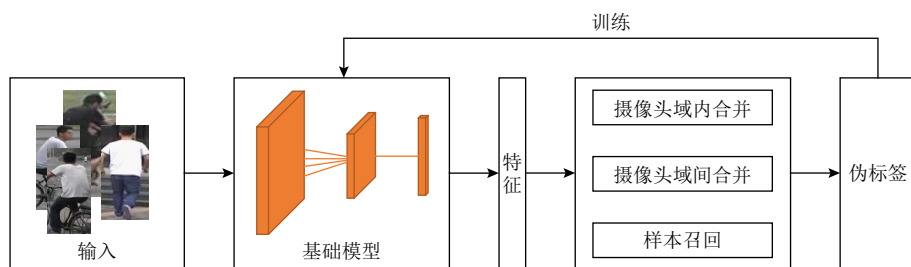 训练
输入
基础模型
特征
摄像头域内合并
摄像头域间合并
样本召回
伪标签